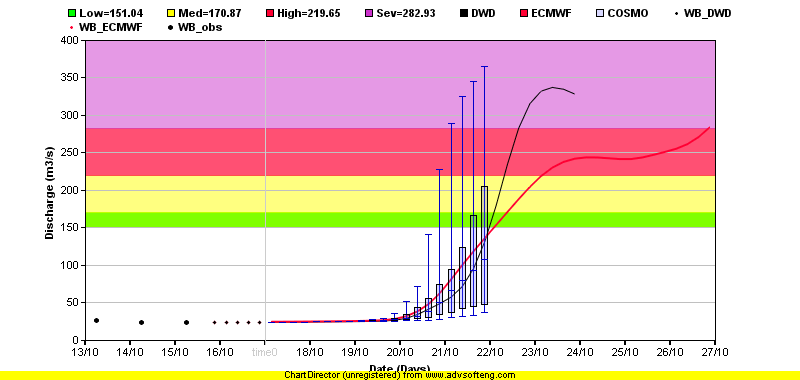 Low=151.04 Med=170.87 High=219.65 Sev=282.93 DWD ECMWF COSMO WB_DWD
WB_ECMWF WB_obs
400
350
300
250
200
150
100
50
0
Discharge (m3/s)
13/10 14/10 15/10 16/10 time0 18/10 19/10 20/10 21/10 22/10 23/10 24/10 25/10 26/10 27/10
Date (Days)
ChartDirector (unregistered) from www.advsofteng.com